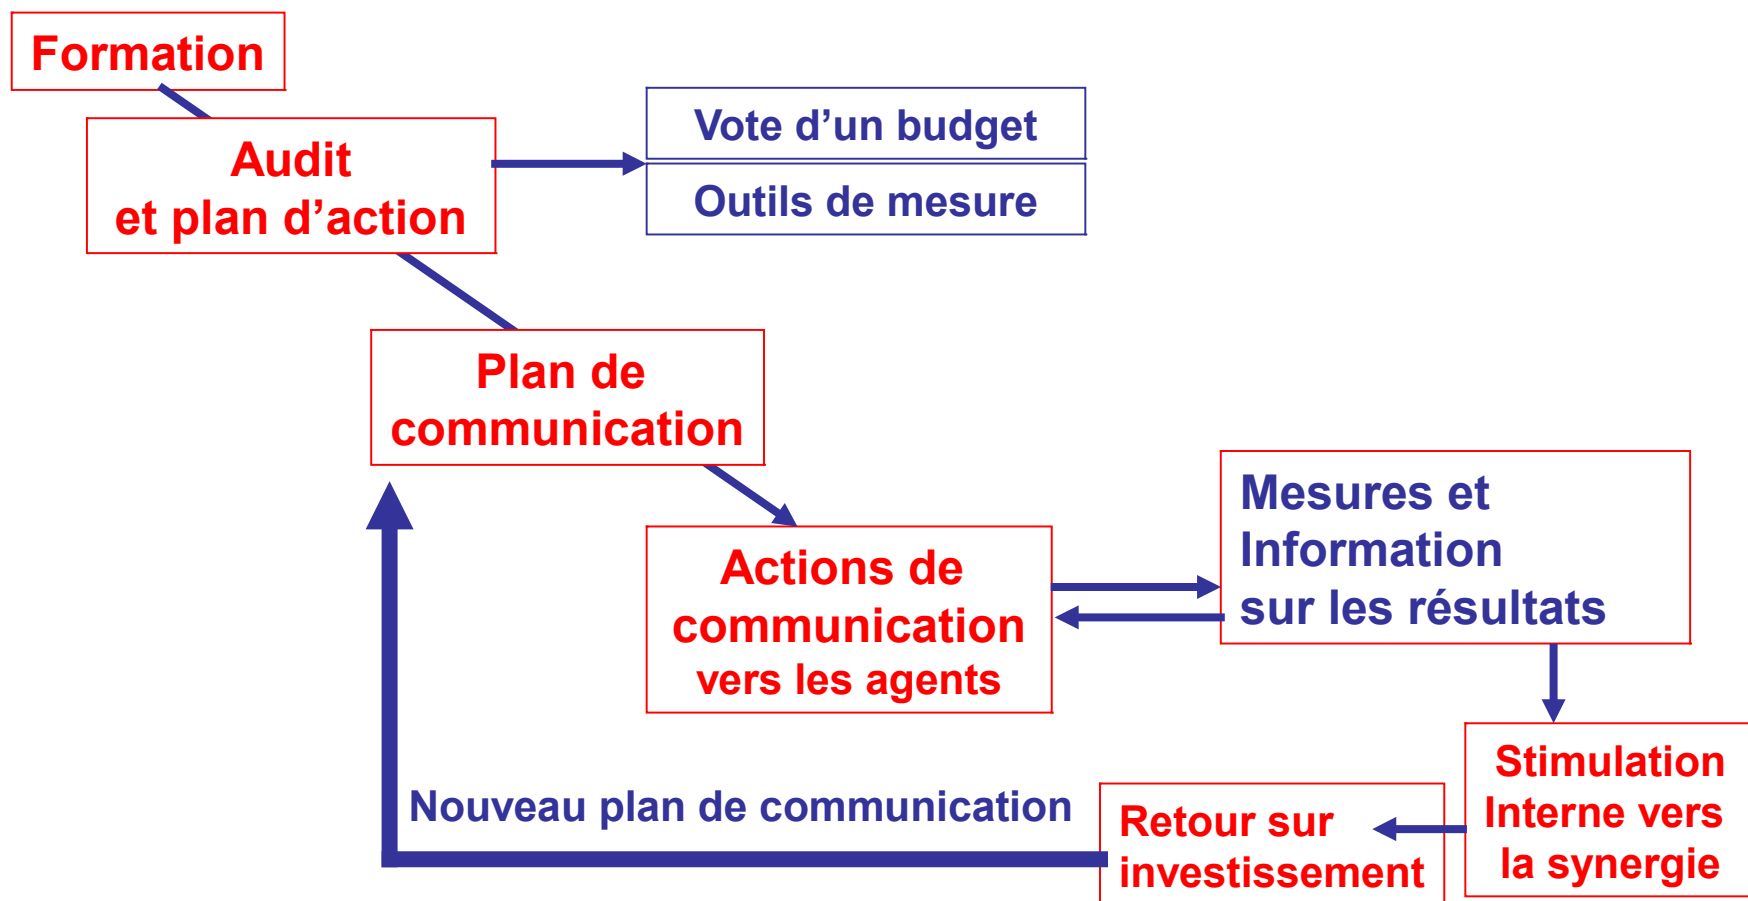 Formation
Audit
et plan d’action
Vote d’un budget
Outils de mesure
Plan de
communication
Actions de
communication
vers les agents
Mesures et
Information
sur les résultats
Stimulation
Interne vers
la synergie
Retour sur
investissement
Nouveau plan de communication